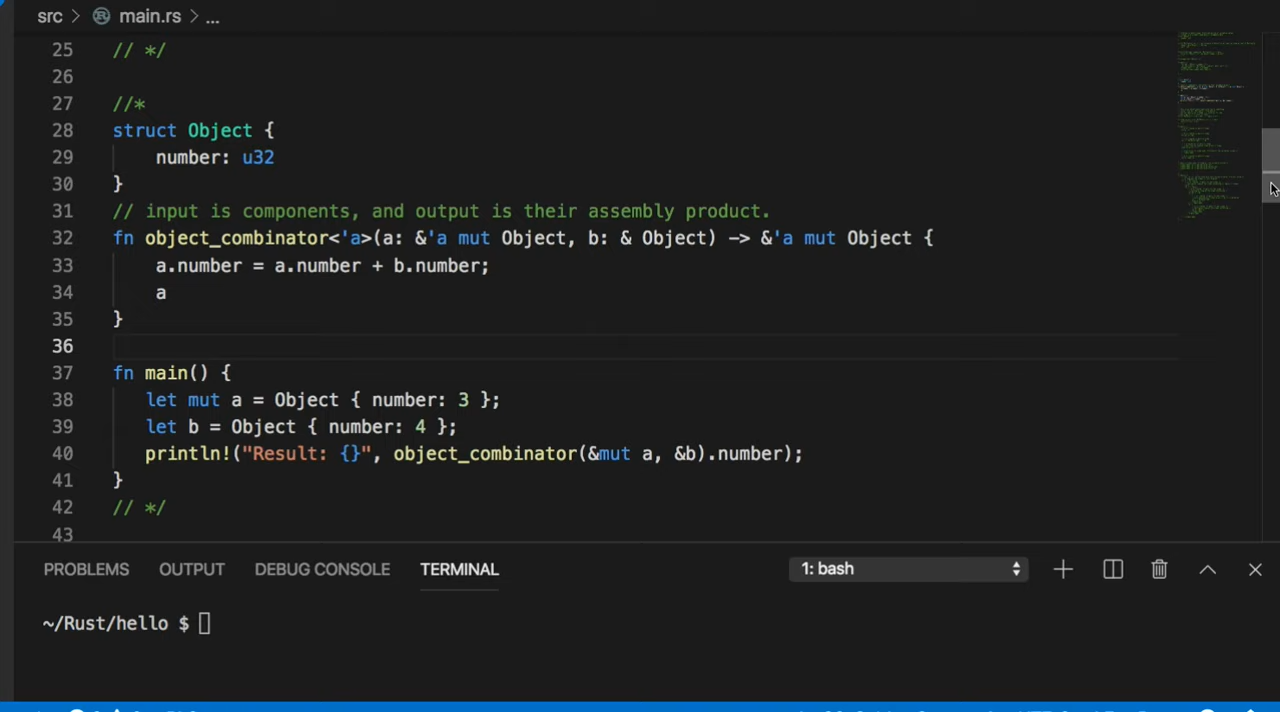 src > main.rs > ...
25 // */
26
27 //*
28 struct Object {
29 number: u32
30 }
31 // input is components, and output is their assembly product.
32 fn object_combinator<'a>(a: &'a mut Object, b: & Object) -> &'a mut Object {
33 a.number = a.number + b.number;
34 a
35 }
36
37 fn main() {
38 let mut a = Object { number: 3 };
39 let b = Object { number: 4 };
40 println!("Result: {}", object_combinator(&mut a, &b).number);
41 }
42 // */
43
PROBLEMS OUTPUT DEBUG CONSOLE TERMINAL 1: bash
~/Rust/hello $